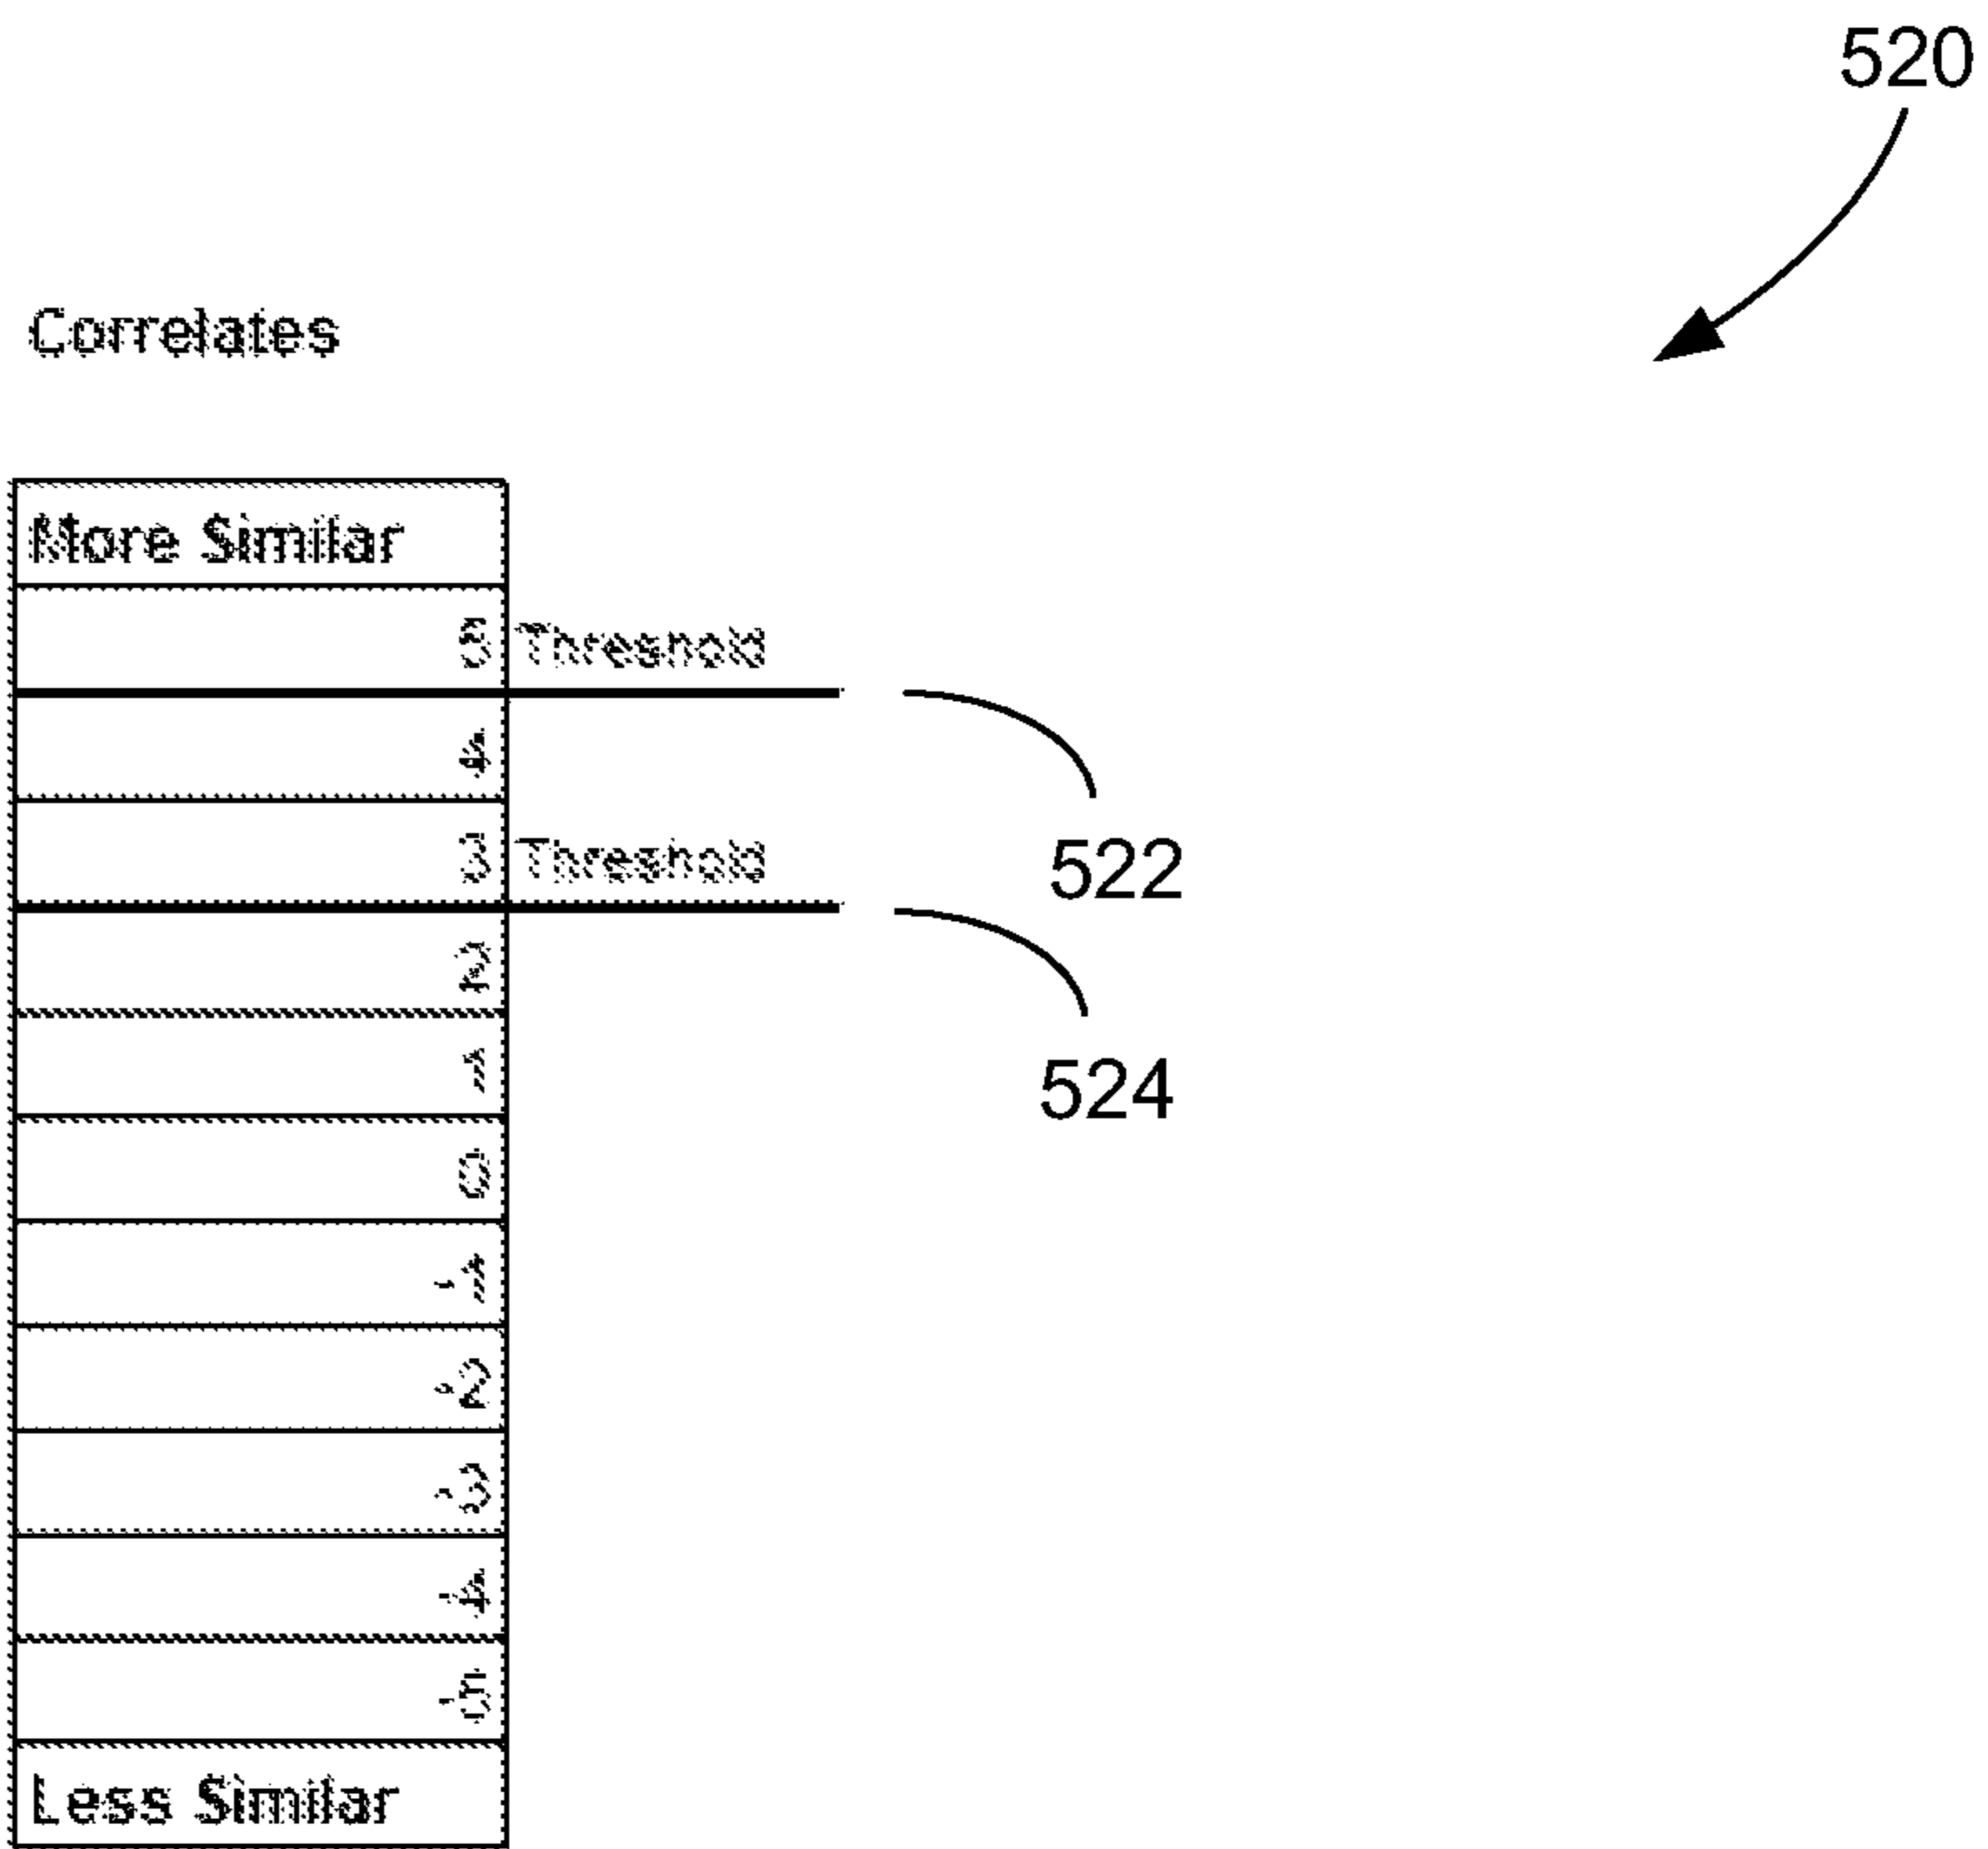 520
Correlates
More Similar
5 Threshold
4
522
3 Threshold
2
524
1
0
-1
-2
-3
-4
-5
Less Similar